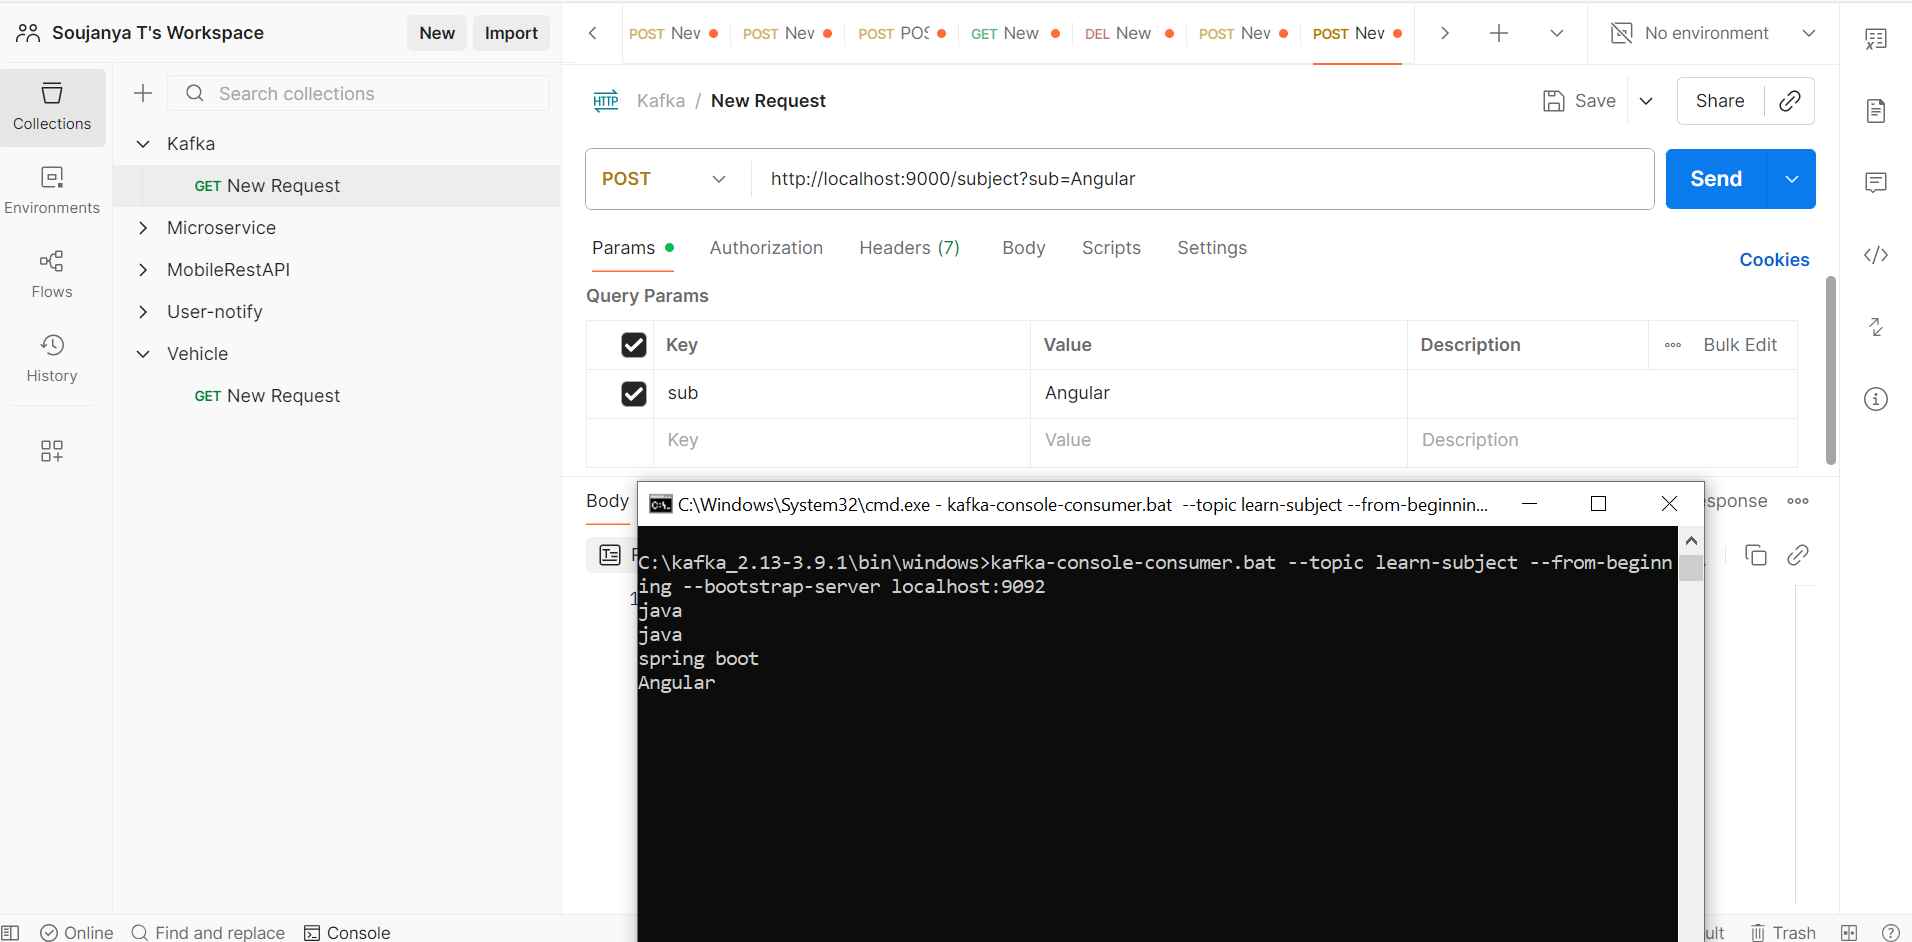 Soujanya T's Workspace
New
Import
POST Nev
POST Nev
POST POS
GET New
DEL New
POST Nev
POST Nev
No environment
Collections
Environments
Flows
History
Search collections
Kafka
GET New Request
Microservice
MobileRestAPI
User-notify
Vehicle
GET New Request
HTTP
Kafka / New Request
Save
Share
POST
http://localhost:9000/subject?sub=Angular
Send
Params
Authorization
Headers (7)
Body
Scripts
Settings
Cookies
Query Params
Key
Value
Description
Bulk Edit
sub
Angular
Key
Value
Description
Body
sponse
1
C:\Windows\System32\cmd.exe - kafka-console-consumer.bat --topic learn-subject --from-beginnin...
C:\kafka_2.13-3.9.1\bin\windows>kafka-console-consumer.bat --topic learn-subject --from-beginn
ing --bootstrap-server localhost:9092
java
java
spring boot
Angular
Online
Find and replace
Console
ult
Trash